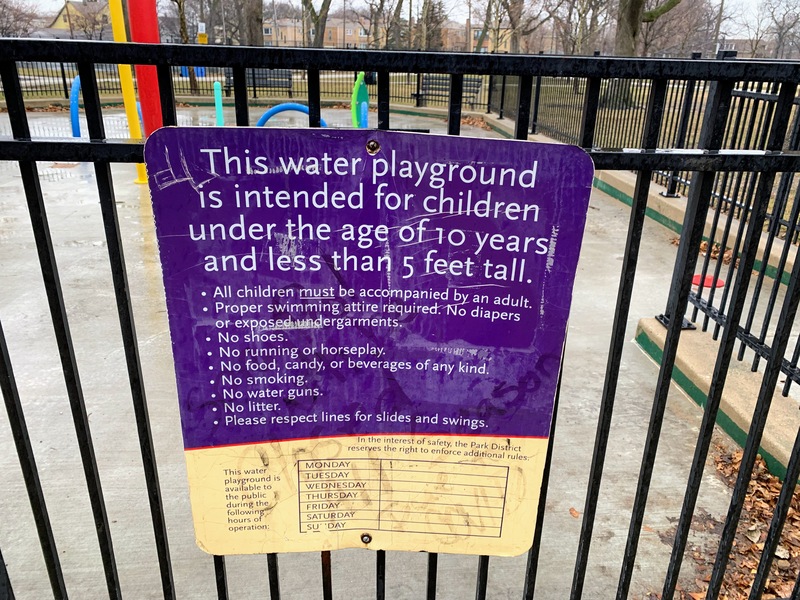 This water playground
is intended for children
under the age of 10 years
and less than 5 feet tall.
• All children must be accompanied by an adult.
• Proper swimming attire required. No diapers
or exposed undergarments.
• No shoes.
• No running or horseplay.
• No food, candy, or beverages of any kind.
• No smoking.
• No water guns.
• No litter.
• Please respect lines for slides and swings.
In the interest of safety, the Park District
reserves the right to enforce additional rules.
This water
playground is
available to
the public
during the
following
hours of
operation:
MONDAY
TUESDAY
WEDNESDAY
THURSDAY
FRIDAY
SATURDAY
SU DAY